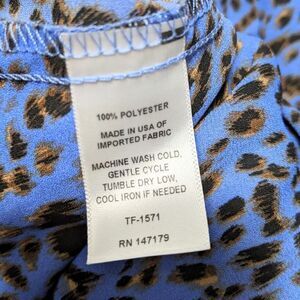 100% POLYESTER
MADE IN USA OF
IMPORTED FABRIC
MACHINE WASH COLD,
GENTLE CYCLE
TUMBLE DRY LOW,
COOL IRON IF NEEDED
TF-1571
RN 147179